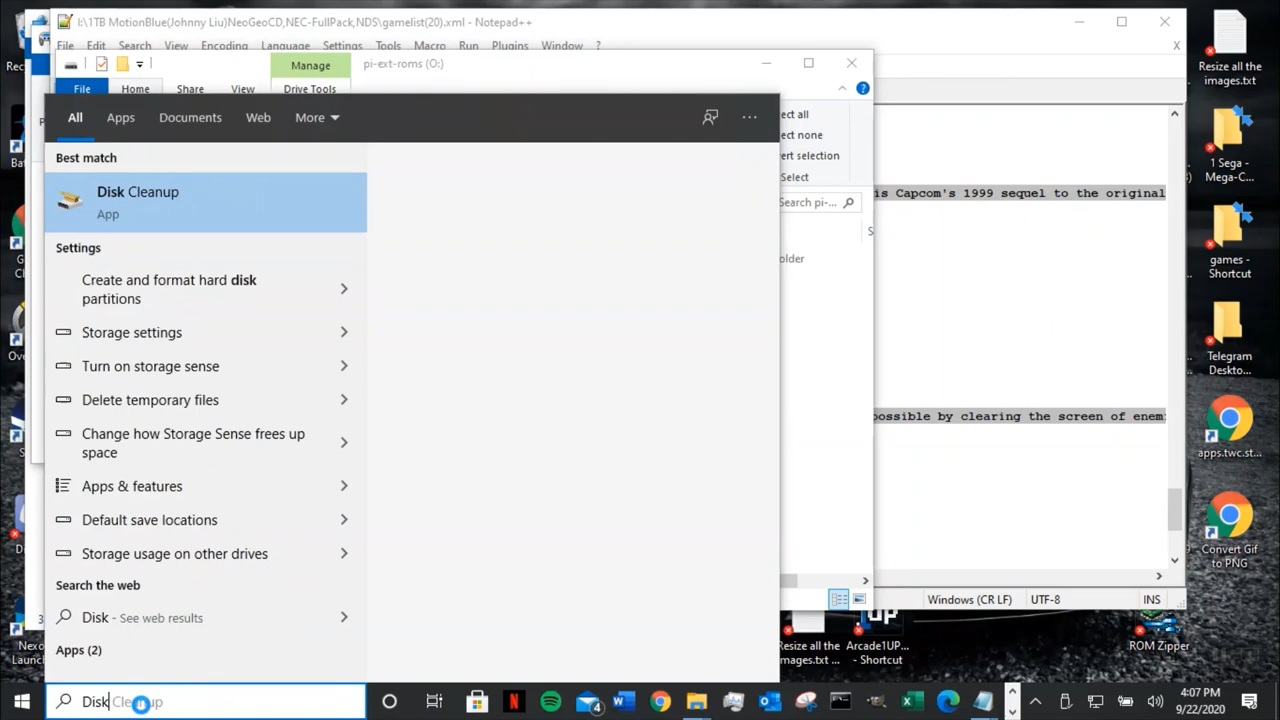 I:\1TB MotionBlue(Johnny Liu)NeoGeoCD,NEC-FullPack,NDS\gamelist(20).xml - Notepad++
File Edit Search View Encoding Language Settings Tools Macro Run Plugins Window ?
X
Manage
pi-ext-roms (O:)
File Home Share View Drive Tools
All Apps Documents Web More
Best match
Disk Cleanup
App
Settings
Create and format hard disk
partitions
Storage settings
Turn on storage sense
Delete temporary files
Change how Storage Sense frees up
space
Apps & features
Default save locations
Storage usage on other drives
Search the web
Disk - See web results
Apps (2)
Disk Cleanup
ect all
ect none
ert selection
Select
Search pi-...
S
older
is Capcom's 1999 sequel to the original
possible by clearing the screen of enem
Windows (CR LF) UTF-8 INS
Resize all the
images.txt
1 Sega -
Mega-C...
games -
Shortcut
Telegram
Deskto...
apps.twc.st...
Convert Gif
to PNG
ROM Zipper
Resize all the
images.txt ...
Arcade1UP...
- Shortcut
Rec
Bat
G
C
Ove
S
D
Nexo
Launch
4
4:07 PM
9/22/2020